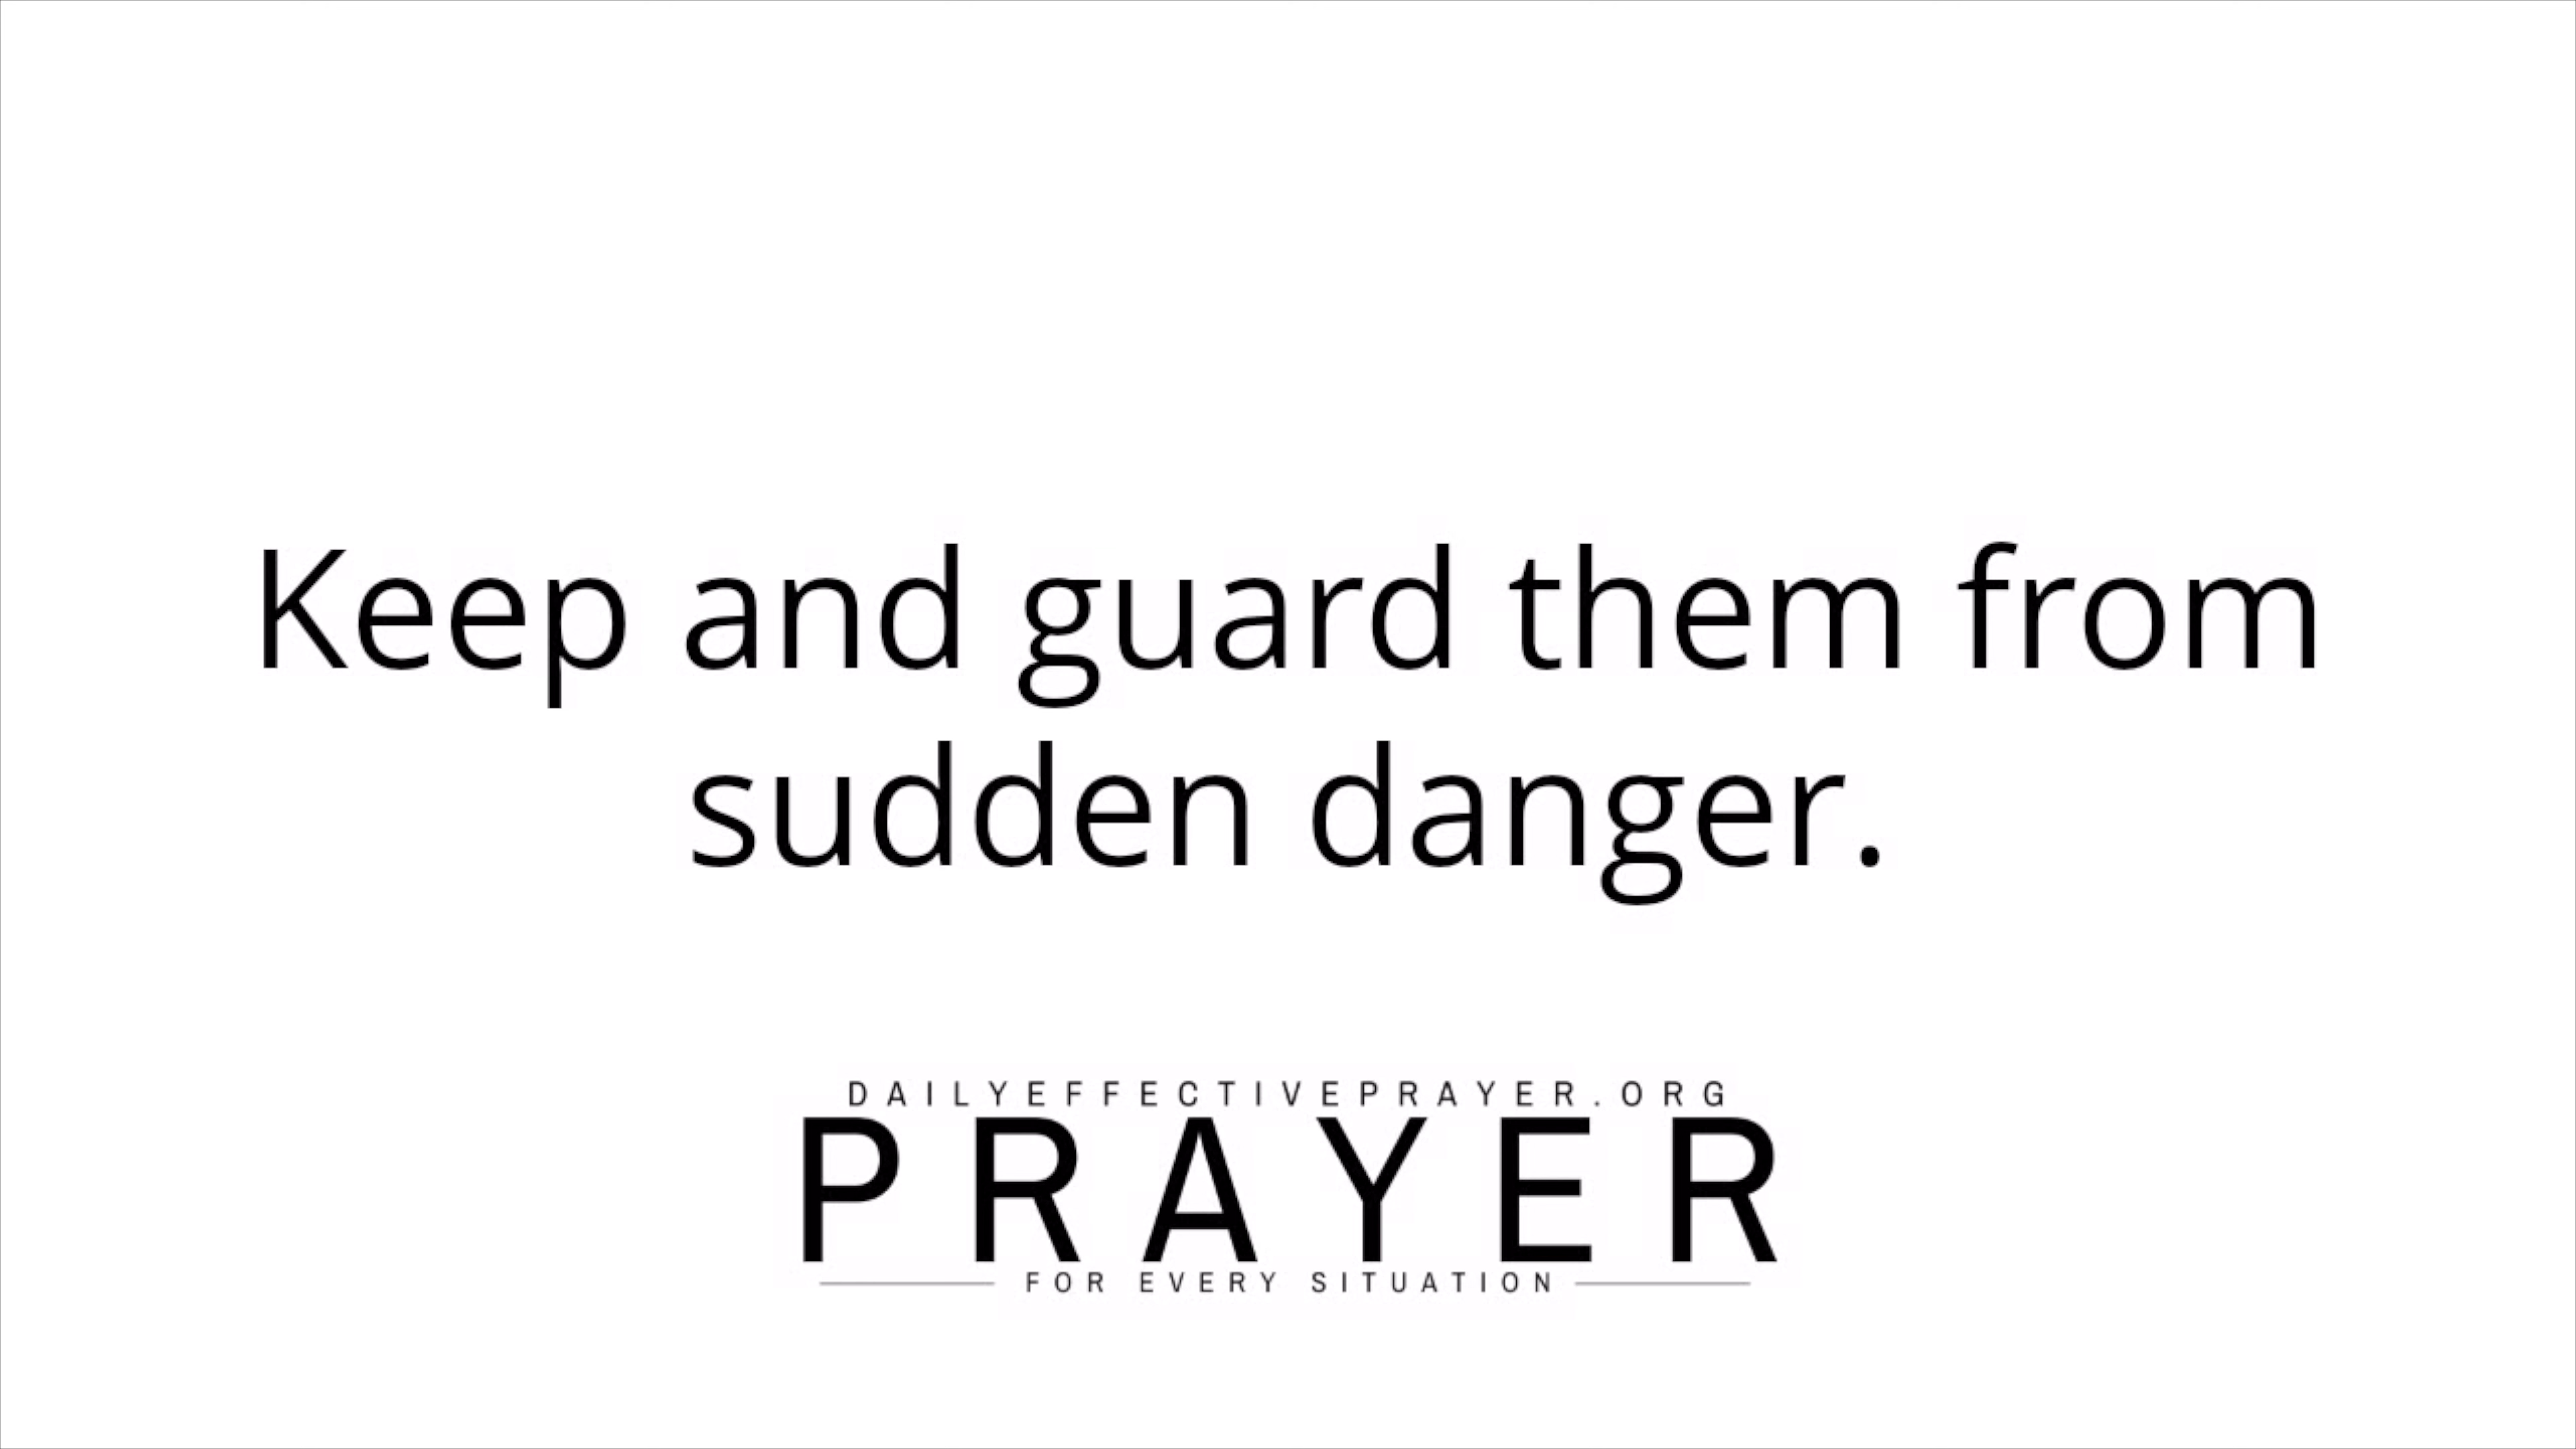 Keep and guard them from
sudden danger.
DAILYEFFECTIVEPRAYER.ORG
PRAYER
FOR EVERY SITUATION